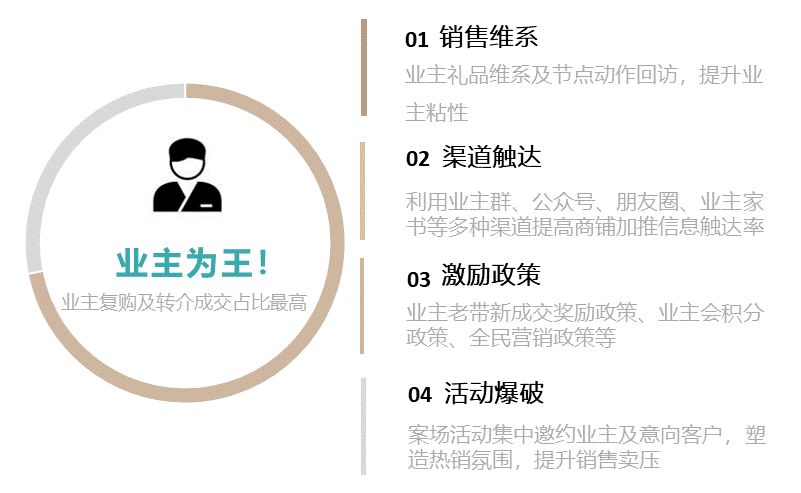 业主为王！
业主复购及转介成交占比最高
01 销售维系
业主礼品维系及节点动作回访，提升业
主粘性
02 渠道触达
利用业主群、公众号、朋友圈、业主家
书等多种渠道提高商铺加推信息触达率
03 激励政策
业主老带新成交奖励政策、业主会积分
政策、全民营销政策等
04 活动爆破
案场活动集中邀约业主及意向客户，塑
造热销氛围，提升销售卖压